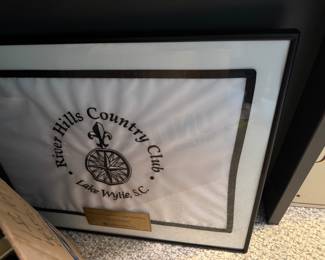 River Hills Country Club
Lake Wylie, S.C.